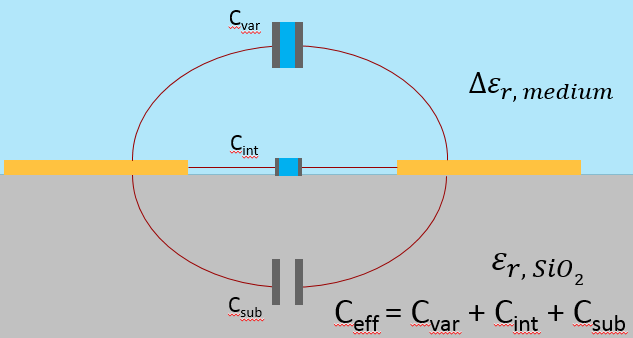 Cvar
Δεr, medium
Cint
εr, SiO2
Csub
Ceff = Cvar + Cint + Csub